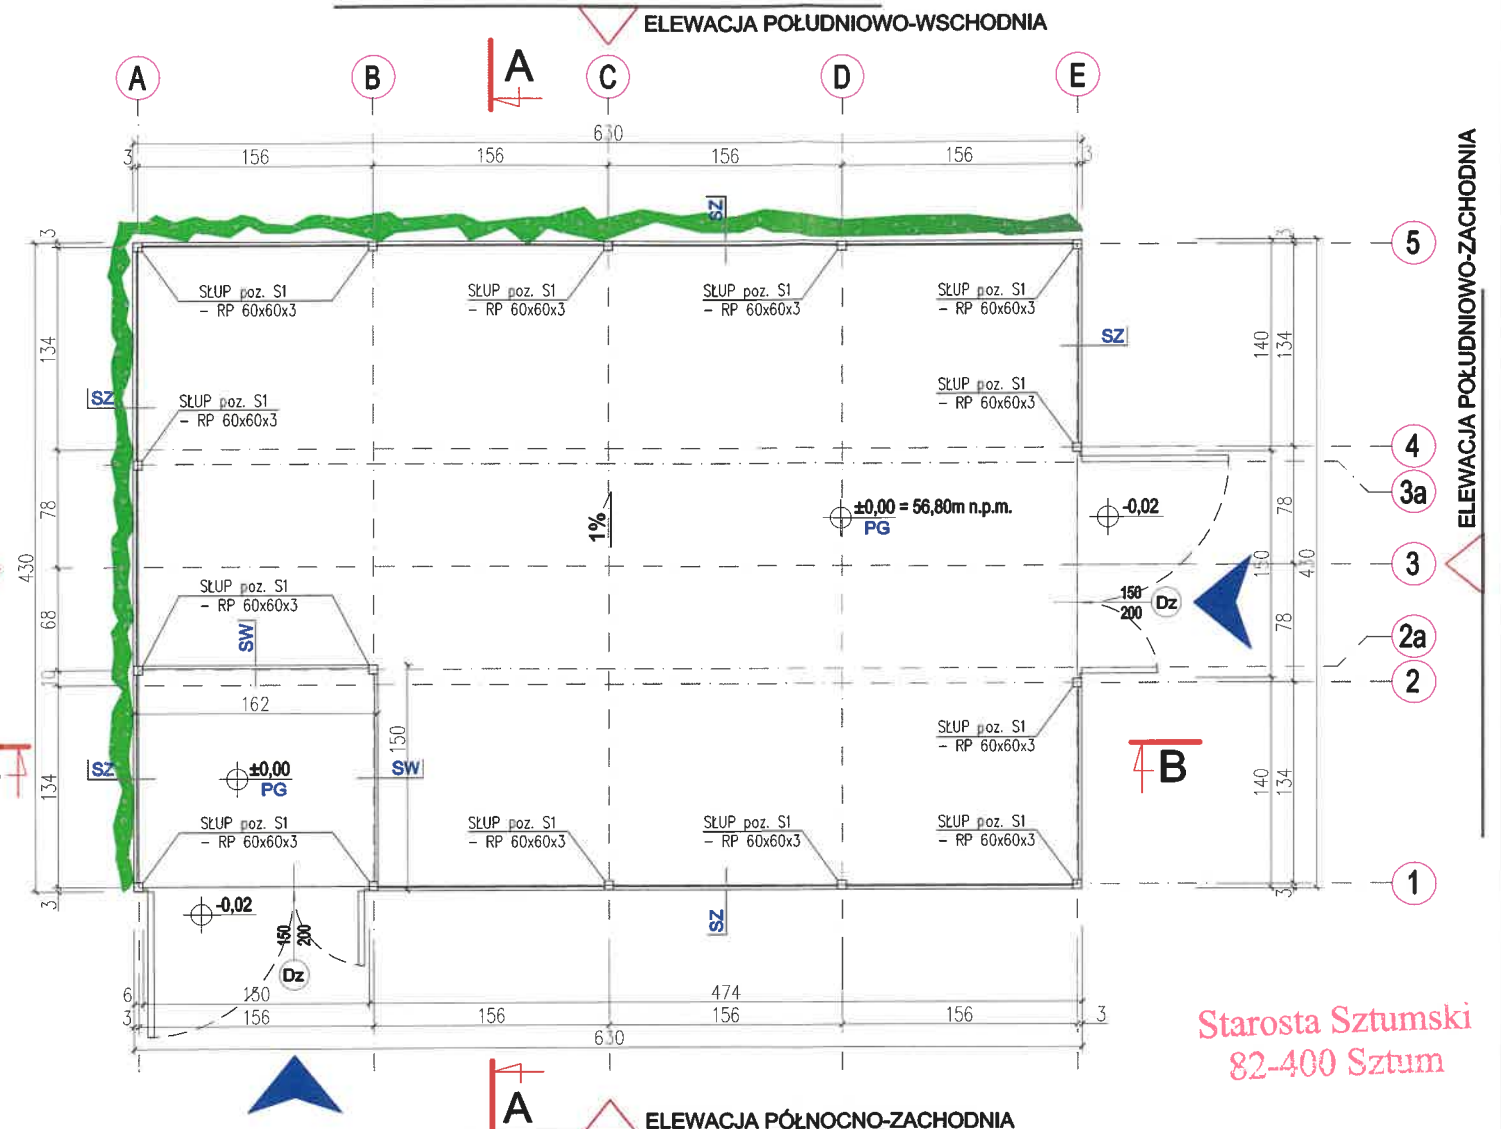 ELEWACJA POŁUDNIOWO-WSCHODNIA
A
A B C D E
630
3 156 156 156 156 3
SZ
3
5
3
SŁUP poz. S1
- RP 60x60x3
SŁUP poz. S1
- RP 60x60x3
SŁUP poz. S1
- RP 60x60x3
SŁUP poz. S1
- RP 60x60x3
ELEWACJA POŁUDNIOWO-ZACHODNIA
134
SZ
140
134
SZ
SŁUP poz. S1
- RP 60x60x3
SŁUP poz. S1
- RP 60x60x3
4
3a
78
1%
±0,00 = 56,80m n.p.m.
PG
-0,02
78
430
150
430
3
SŁUP poz. S1
- RP 60x60x3
150
200
Dz
68
SW
78
2a
10
2
162
150
SŁUP poz. S1
- RP 60x60x3
B
SZ
±0,00
PG
SW
134
140
134
SŁUP poz. S1
- RP 60x60x3
SŁUP poz. S1
- RP 60x60x3
SŁUP poz. S1
- RP 60x60x3
SŁUP poz. S1
- RP 60x60x3
1
3
-0,02
SZ
3
150
200
Dz
6 150 474
3 156 156 156 156 3
630
Starosta Sztumski
82-400 Sztum
A
ELEWACJA PÓŁNOCNO-ZACHODNIA